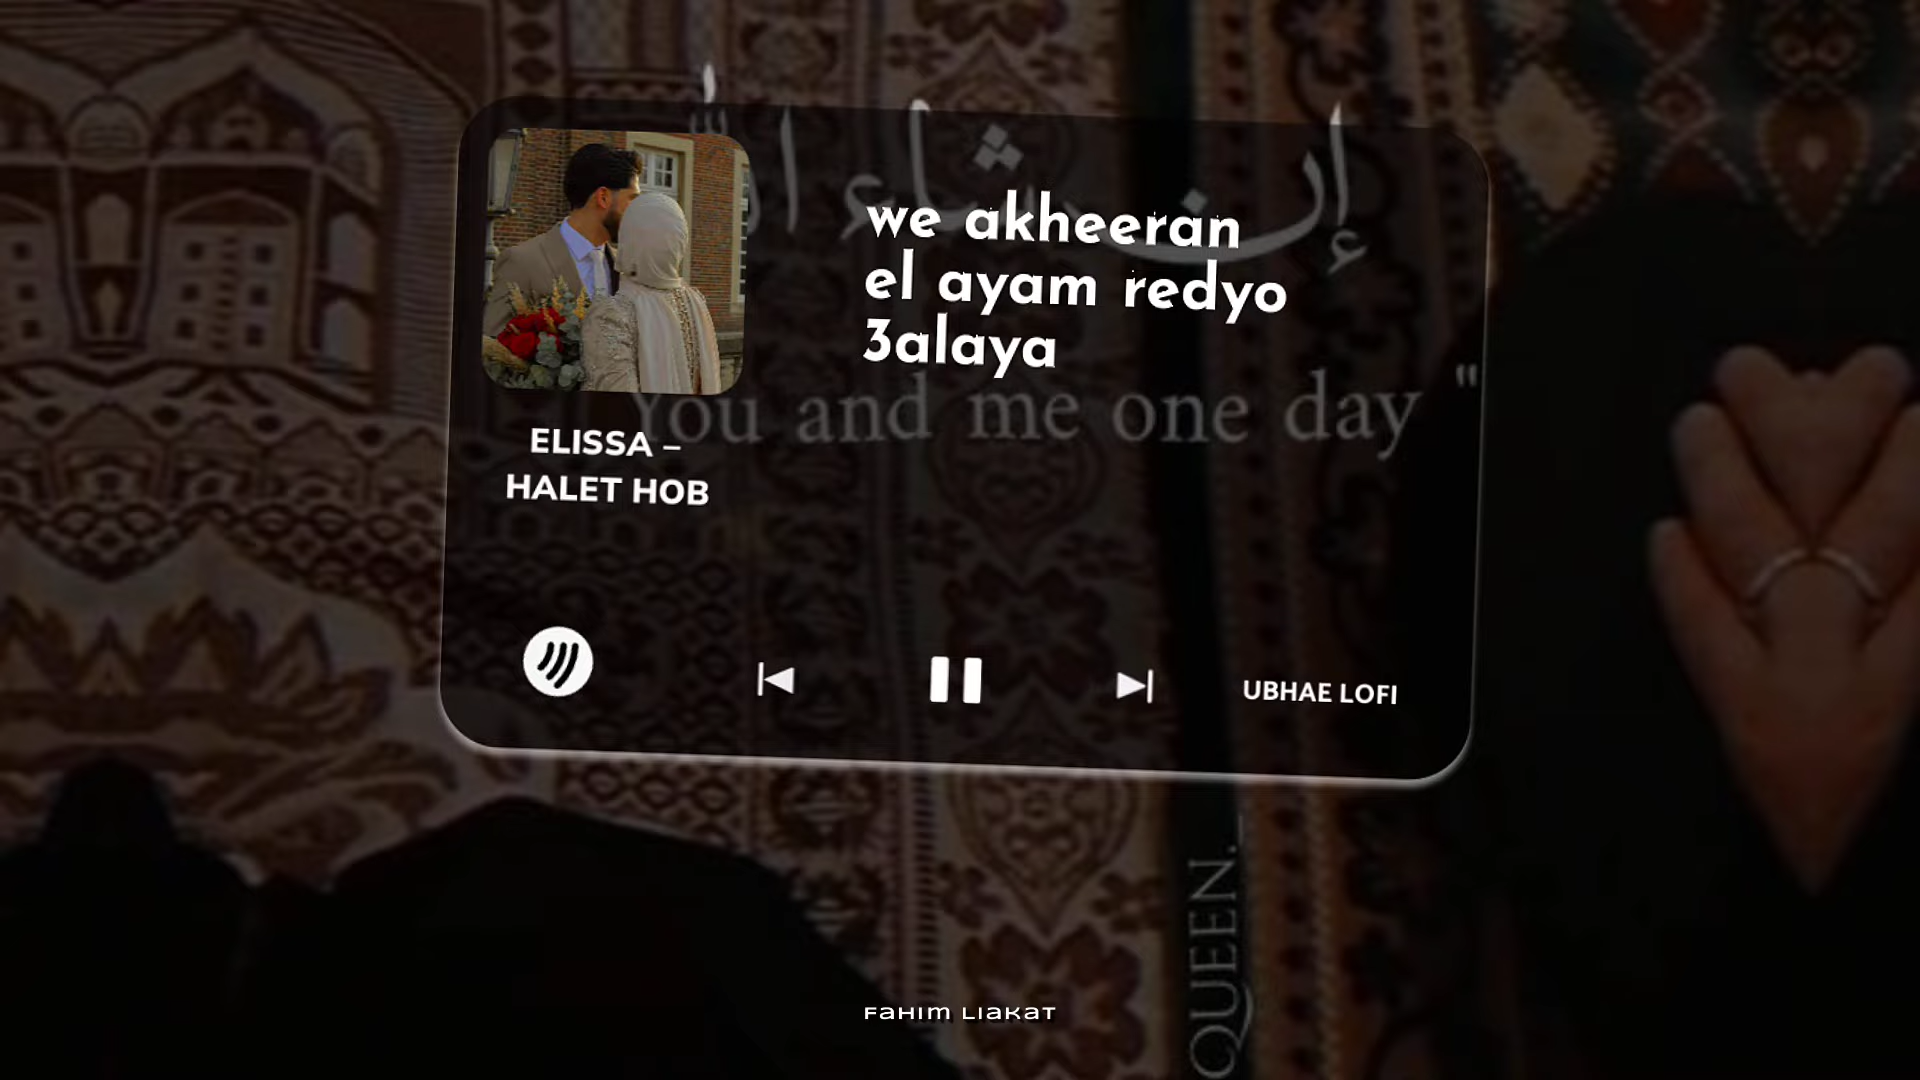 إن شاء الله
we akheeran
el ayam redyo
3alaya
You and me one day "
ELISSA –
HALET HOB
UBHAE LOFI
QUEEN.
FAHIM LIAKAT